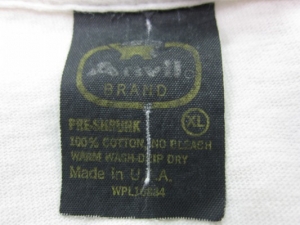 Anvil
BRAND
PRE-SHRUNK
XL
100% COTTON NO BLEACH
WARM WASH-DRIP DRY
Made in U.S.A.